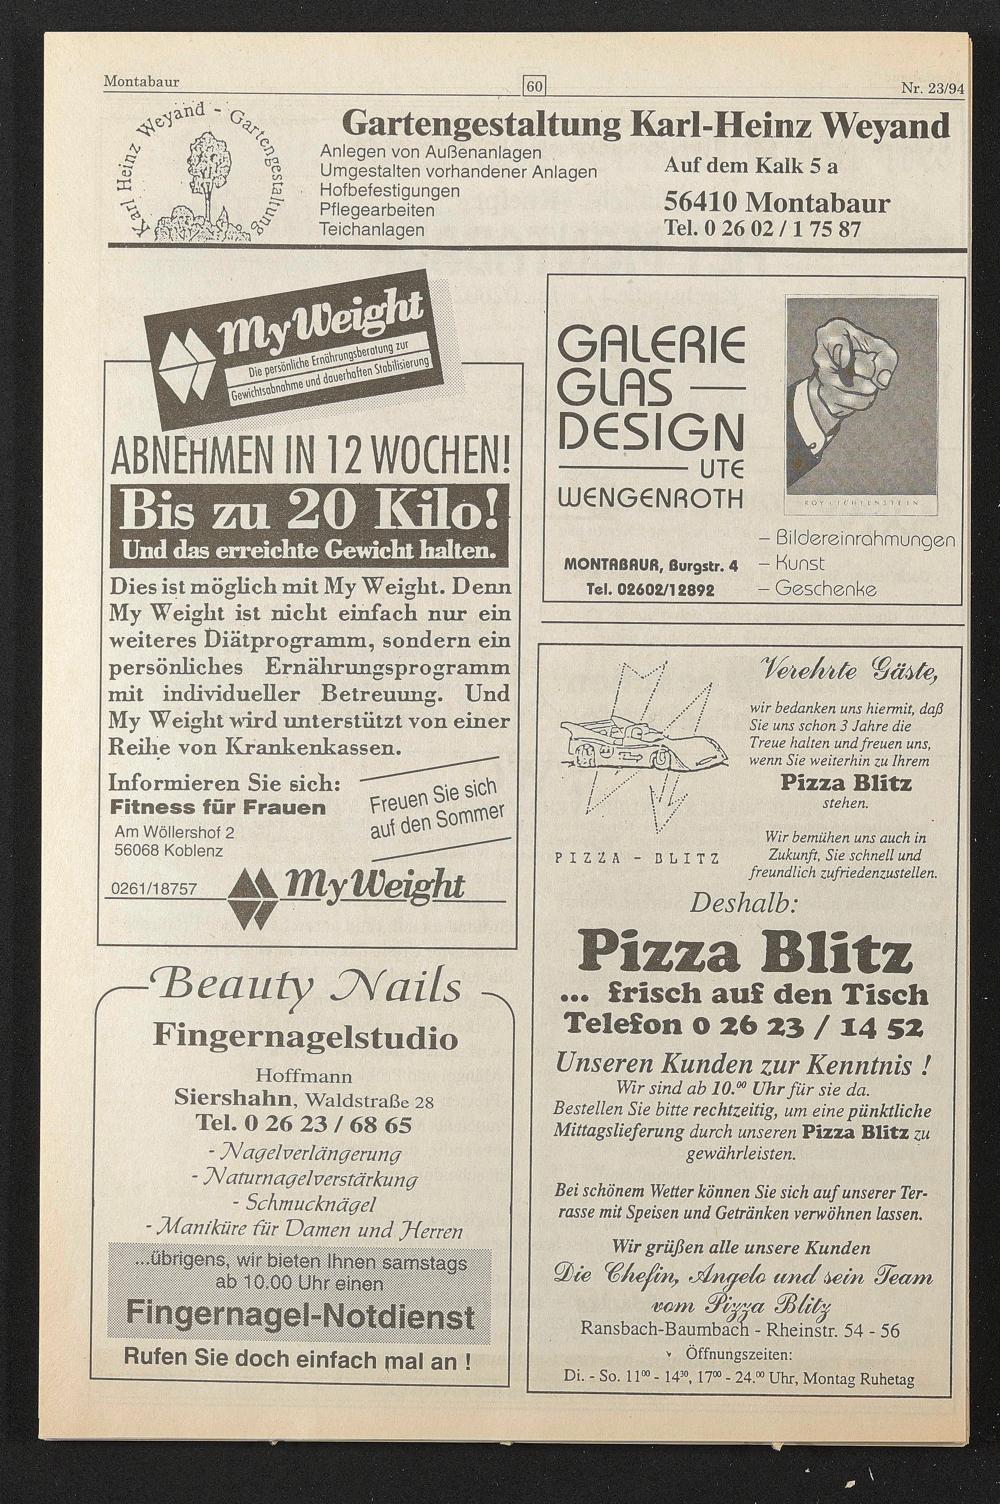 Montabaur
60
Nr. 23/94
Karl Heinz Weyand - Gartengestaltung
Gartengestaltung Karl-Heinz Weyand
Anlegen von Außenanlagen
Umgestalten vorhandener Anlagen
Hofbefestigungen
Pflegearbeiten
Teichanlagen
Auf dem Kalk 5 a
56410 Montabaur
Tel. 0 26 02 / 1 75 87
My Weight
Die persönliche Ernährungsberatung zur
Gewichtsabnahme und dauerhaften Stabilisierung
ABNEHMEN IN 12 WOCHEN!
Bis zu 20 Kilo!
Und das erreichte Gewicht halten.
Dies ist möglich mit My Weight. Denn
My Weight ist nicht einfach nur ein
weiteres Diätprogramm, sondern ein
persönliches Ernährungsprogramm
mit individueller Betreuung. Und
My Weight wird unterstützt von einer
Reihe von Krankenkassen.
Informieren Sie sich:
Fitness für Frauen
Am Wöllershof 2
56068 Koblenz
0261/18757
Freuen Sie sich
auf den Sommer
My Weight
Beauty Nails
Fingernagelstudio
Hoffmann
Siershahn, Waldstraße 28
Tel. 0 26 23 / 68 65
- Nagelverlängerung
- Naturnagelverstärkung
- Schmucknägel
- Maniküre für Damen und Herren
...übrigens, wir bieten Ihnen samstags
ab 10.00 Uhr einen
Fingernagel-Notdienst
Rufen Sie doch einfach mal an !
GALERIE
GLAS —
DESIGN
UTE
WENGENROTH
MONTABAUR, Burgstr. 4
Tel. 02602/12892
ROY LICHTENSTEIN
– Bildereinrahmungen
– Kunst
– Geschenke
PIZZA - BLITZ
Verehrte Gäste,
wir bedanken uns hiermit, daß
Sie uns schon 3 Jahre die
Treue halten und freuen uns,
wenn Sie weiterhin zu Ihrem
Pizza Blitz
stehen.
Wir bemühen uns auch in
Zukunft, Sie schnell und
freundlich zufriedenzustellen.
Deshalb:
Pizza Blitz
... frisch auf den Tisch
Telefon 0 26 23 / 14 52
Unseren Kunden zur Kenntnis !
Wir sind ab 10.⁰⁰ Uhr für sie da.
Bestellen Sie bitte rechtzeitig, um eine pünktliche
Mittagslieferung durch unseren Pizza Blitz zu
gewährleisten.
Bei schönem Wetter können Sie sich auf unserer Ter-
rasse mit Speisen und Getränken verwöhnen lassen.
Wir grüßen alle unsere Kunden
Die Chefin, Angelo und sein Team
vom Pizza Blitz
Ransbach-Baumbach - Rheinstr. 54 - 56
Öffnungszeiten:
Di. - So. 11⁰⁰ - 14³⁰, 17⁰⁰ - 24.⁰⁰ Uhr, Montag Ruhetag